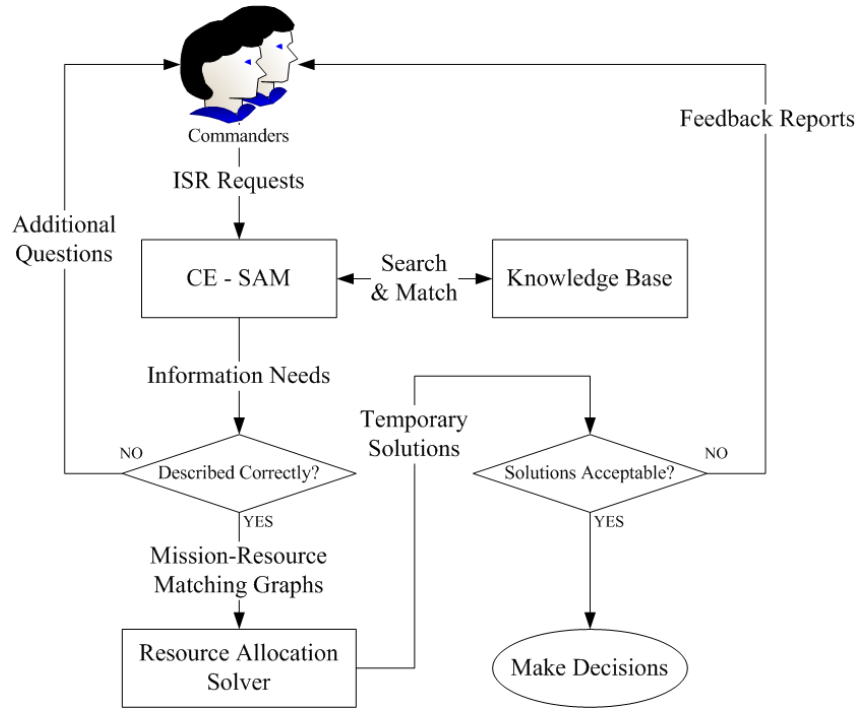 Commanders
Feedback Reports
ISR Requests
Additional
Questions
CE - SAM
Search
& Match
Knowledge Base
Information Needs
Temporary
Solutions
NO
Described Correctly?
Solutions Acceptable?
NO
YES
YES
Mission-Resource
Matching Graphs
Resource Allocation
Solver
Make Decisions